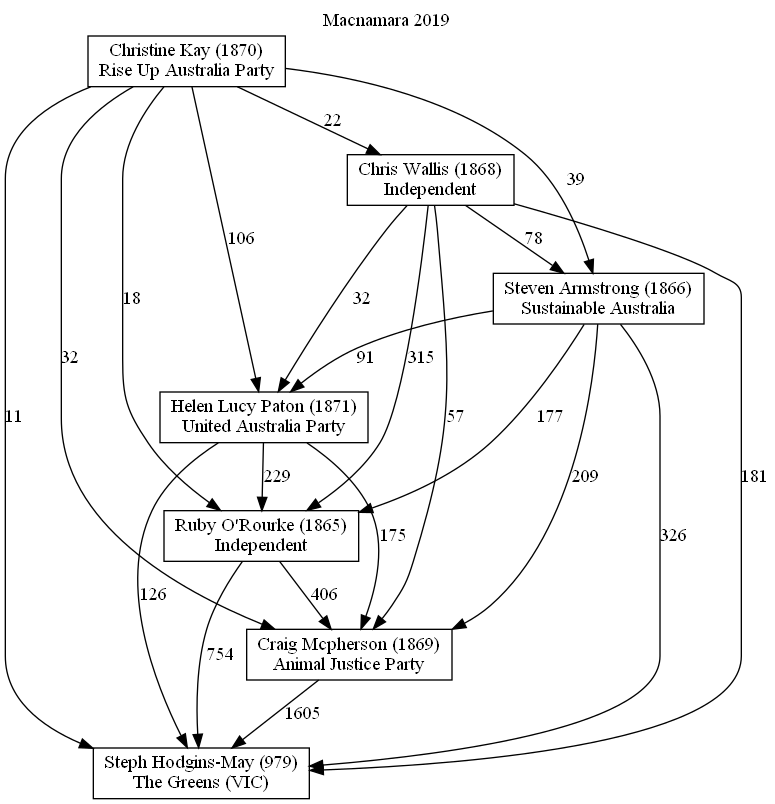 Macnamara 2019
Christine Kay (1870)
Rise Up Australia Party
22
Chris Wallis (1868)
Independent
39
106
78
Steven Armstrong (1866)
Sustainable Australia
18
32
32
91
315
Helen Lucy Paton (1871)
United Australia Party
11
57
177
229
209
181
Ruby O'Rourke (1865)
Independent
175
326
126
406
Craig Mcpherson (1869)
Animal Justice Party
754
1605
Steph Hodgins-May (979)
The Greens (VIC)